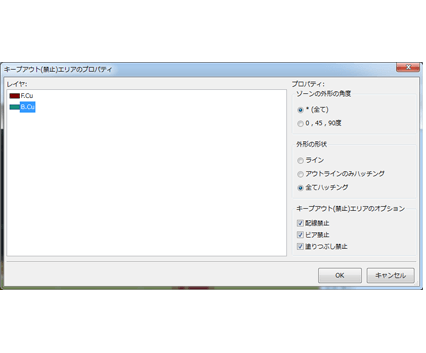 キープアウト(禁止)エリアのプロパティ
レイヤ:
F.Cu
B.Cu
プロパティ:
ゾーンの外形の角度
* (全て)
0 , 45 , 90度
外形の形状
ライン
アウトラインのみハッチング
全てハッチング
キープアウト(禁止)エリアのオプション
配線禁止
ビア禁止
塗りつぶし禁止
OK
キャンセル